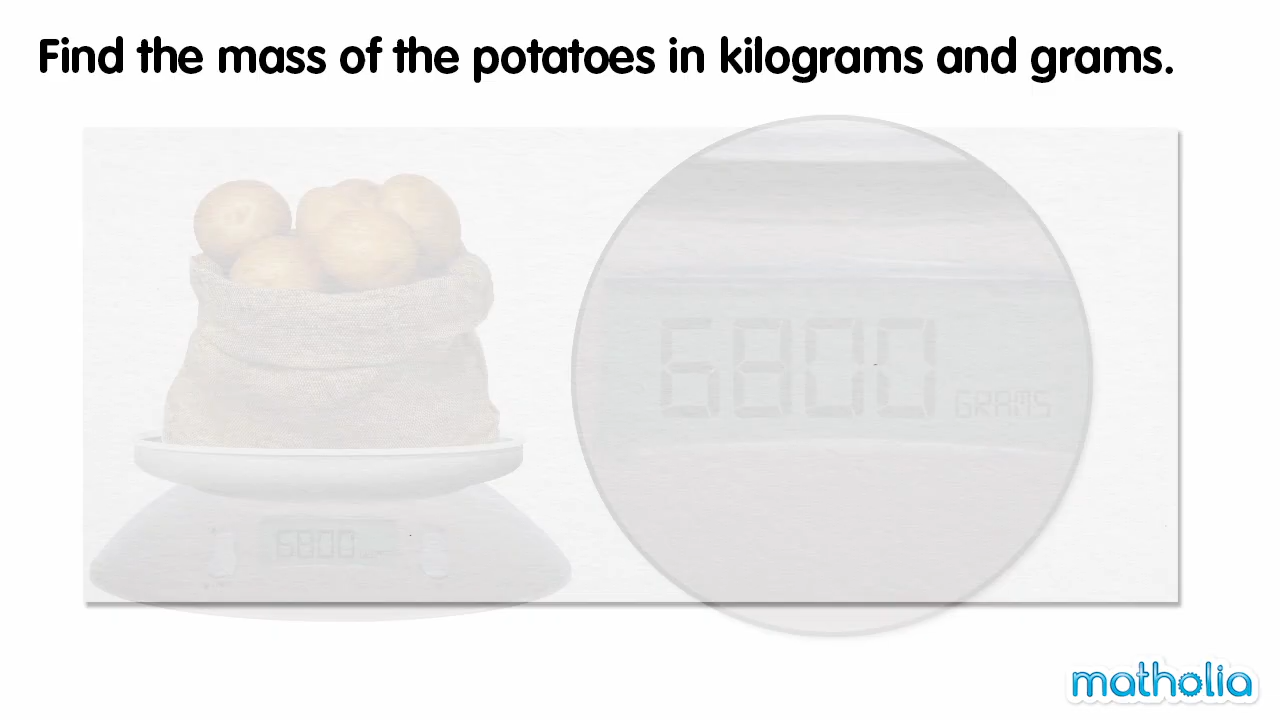 Find the mass of the potatoes in kilograms and grams.
6800 GRAMS
6800
matholia